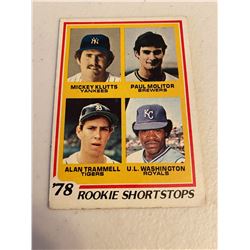 MICKEY KLUTTS PAUL MOLITOR
YANKEES BREWERS
ALAN TRAMMELL U.L. WASHINGTON
TIGERS ROYALS
'78 ROOKIE SHORTSTOPS